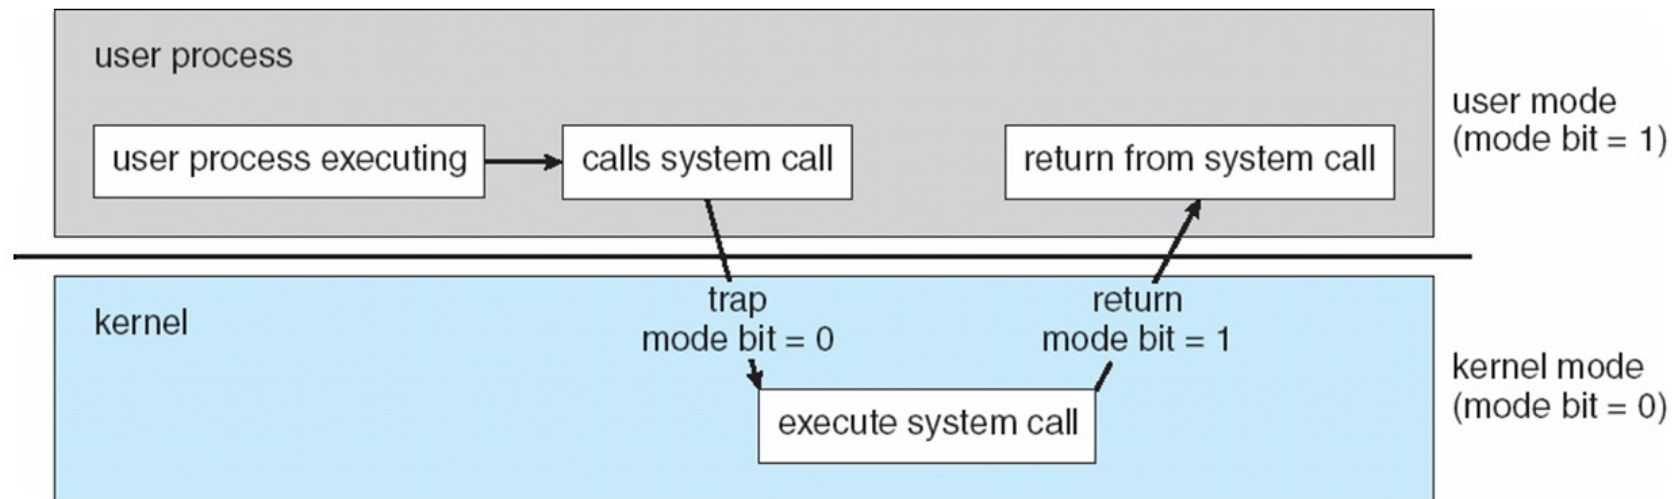 user process
user process executing
calls system call
return from system call
user mode
(mode bit = 1)
kernel
trap
mode bit = 0
return
mode bit = 1
execute system call
kernel mode
(mode bit = 0)